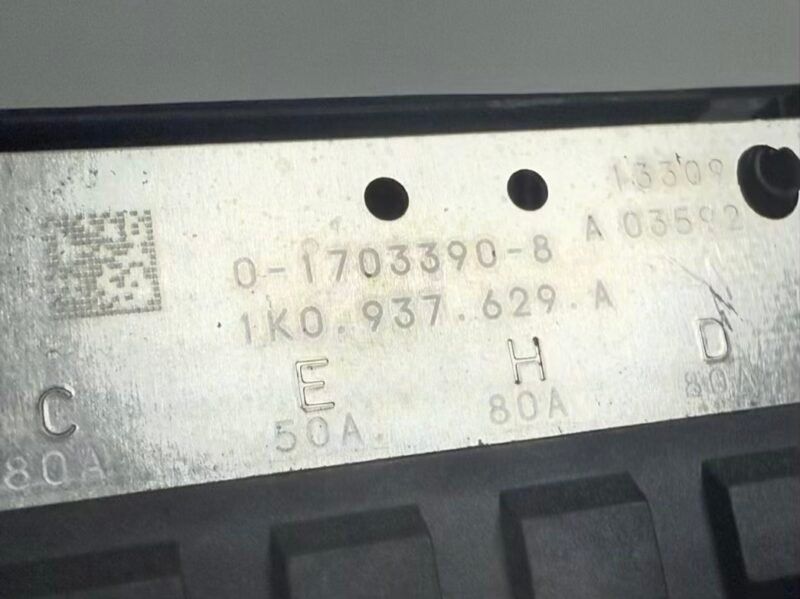 13309
0-1703390-8 A 03592
1K0.937.629.A
C E H D
80A 50A 80A 80A